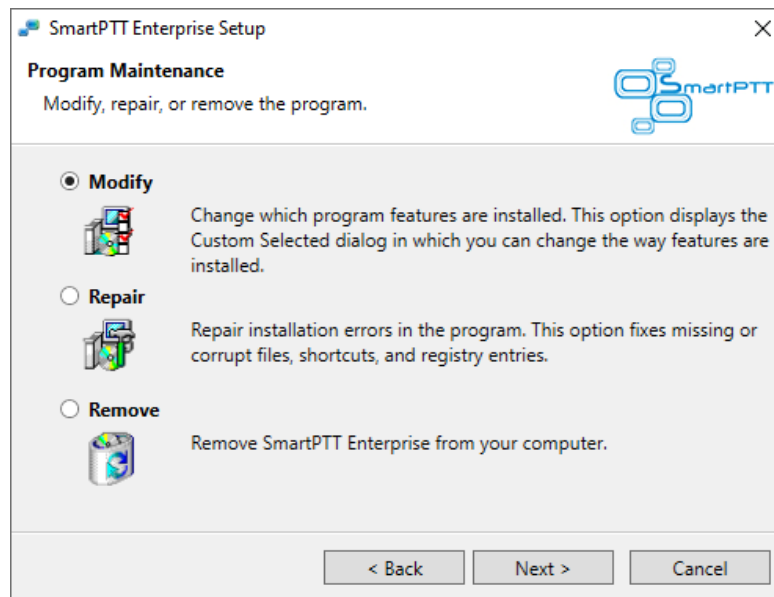 SmartPTT Enterprise Setup
Program Maintenance
Modify, repair, or remove the program.
SmartPTT
Modify
Change which program features are installed. This option displays the
Custom Selected dialog in which you can change the way features are
installed.
Repair
Repair installation errors in the program. This option fixes missing or
corrupt files, shortcuts, and registry entries.
Remove
Remove SmartPTT Enterprise from your computer.
< Back
Next >
Cancel